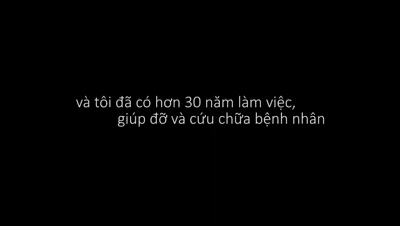 và tôi đã có hơn 30 năm làm việc,
giúp đỡ và cứu chữa bệnh nhân